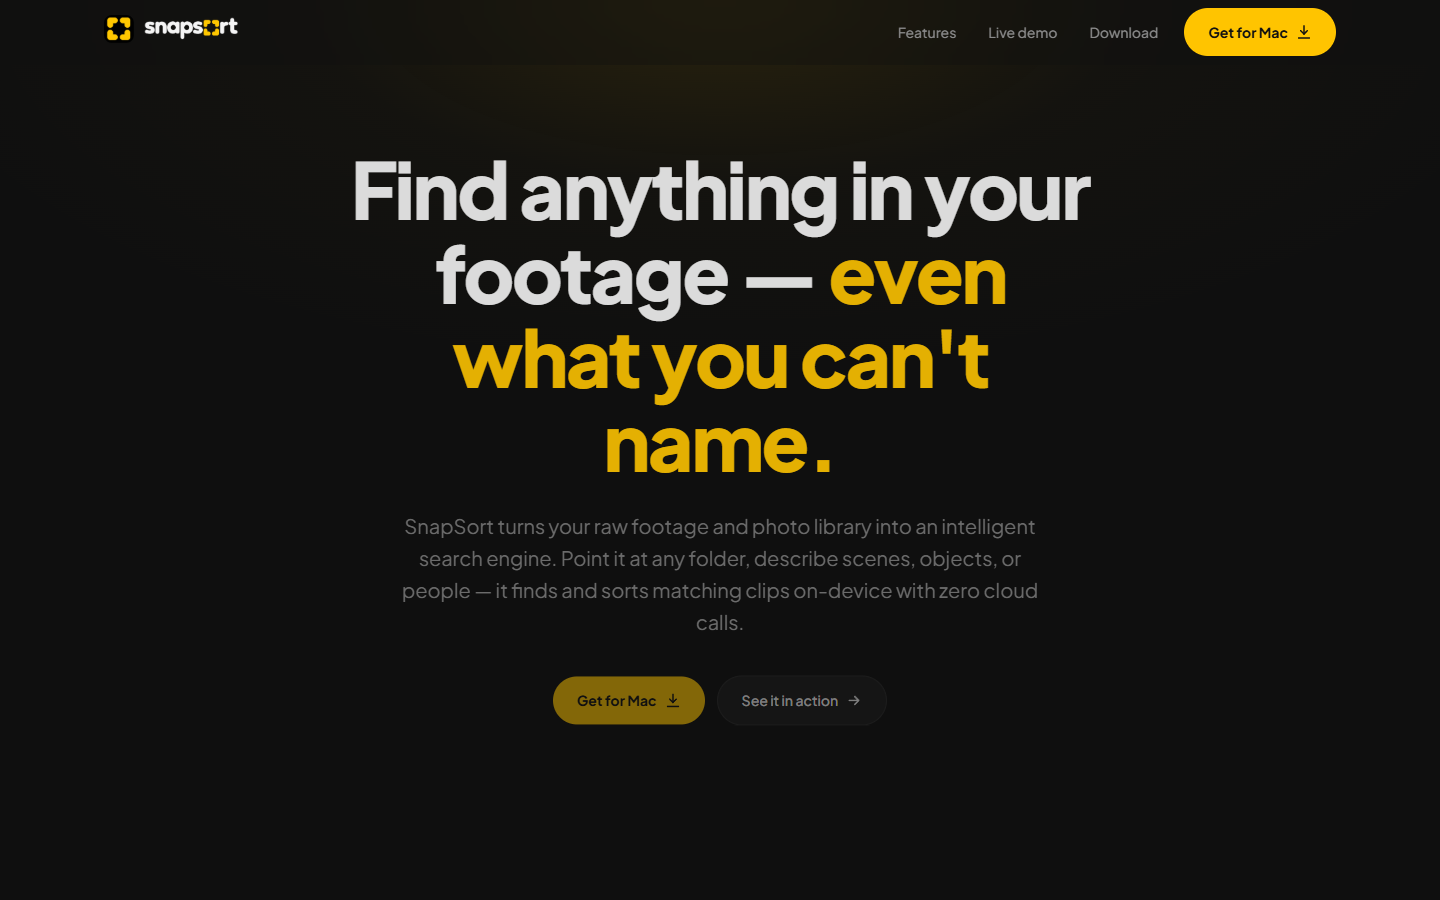 snapsort
Features
Live demo
Download
Get for Mac
Find anything in your
footage — even
what you can't
name.
SnapSort turns your raw footage and photo library into an intelligent
search engine. Point it at any folder, describe scenes, objects, or
people — it finds and sorts matching clips on-device with zero cloud
calls.
Get for Mac
See it in action